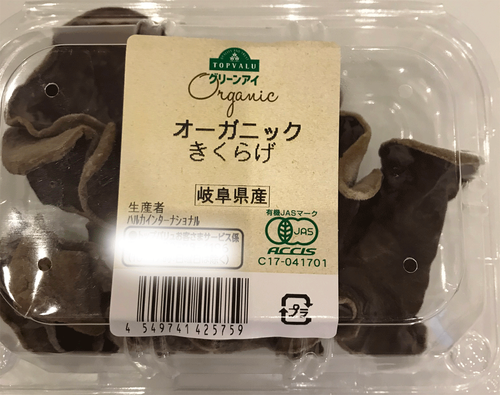 TOPVALU
グリーンアイ
Organic
オーガニック
きくらげ
岐阜県産
生産者
ハルカインターナショナル
有機JASマーク
JAS
ACCIS
C17-041701
プラ
4 549741 425759